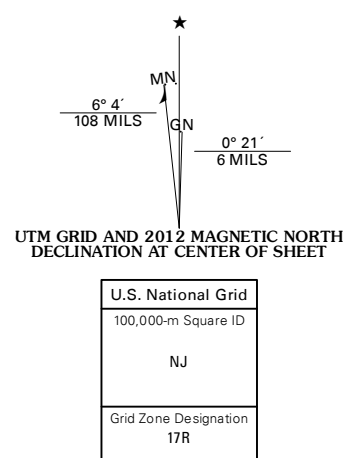 ★
MN
6° 4´
108 MILS
GN
0° 21´
6 MILS
UTM GRID AND 2012 MAGNETIC NORTH
DECLINATION AT CENTER OF SHEET
U.S. National Grid
100,000-m Square ID
NJ
Grid Zone Designation
17R